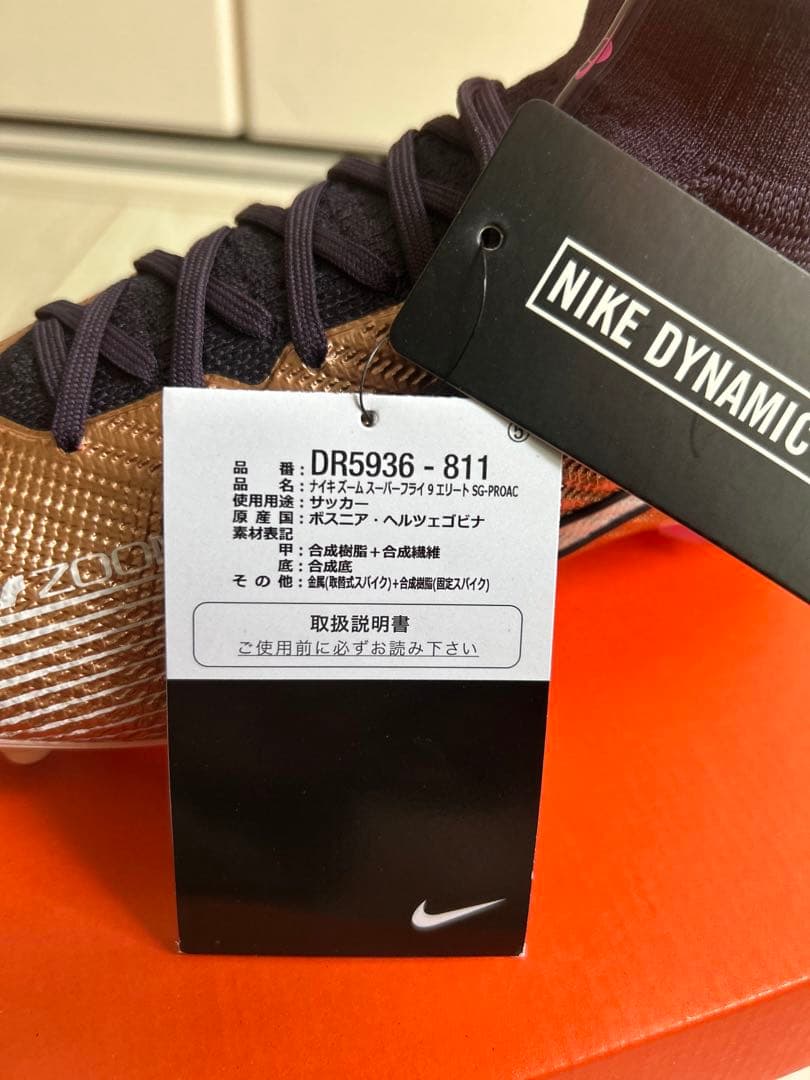 NIKE DYNAMIC
⑤
品番:DR5936-811
品名:ナイキ ズーム スーパーフライ 9 エリート SG-PROAC
使用用途:サッカー
原産国:ボスニア・ヘルツェゴビナ
素材表記
甲:合成樹脂+合成繊維
底:合成底
その他:金属(取替式スパイク)+合成樹脂(固定スパイク)
取扱説明書
ご使用前に必ずお読み下さい
ZOOM